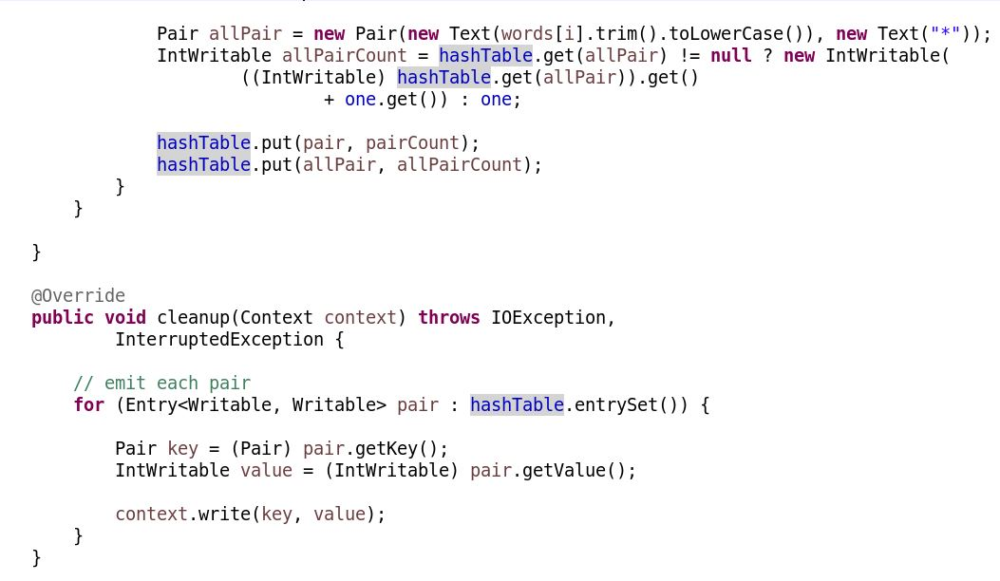 Pair allPair = new Pair(new Text(words[i].trim().toLowerCase()), new Text("*"));
IntWritable allPairCount = hashTable.get(allPair) != null ? new IntWritable(
((IntWritable) hashTable.get(allPair)).get()
+ one.get()) : one;
hashTable.put(pair, pairCount);
hashTable.put(allPair, allPairCount);
}
}
}
@Override
public void cleanup(Context context) throws IOException,
InterruptedException {
// emit each pair
for (Entry<Writable, Writable> pair : hashTable.entrySet()) {
Pair key = (Pair) pair.getKey();
IntWritable value = (IntWritable) pair.getValue();
context.write(key, value);
}
}